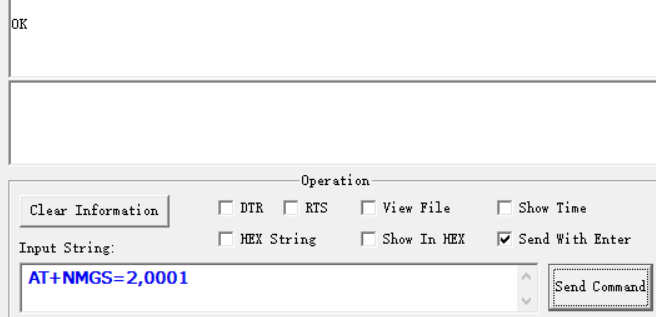 OK
Operation
Clear Information DTR RTS View File Show Time
HEX String Show In HEX Send With Enter
Input String:
AT+NMGS=2,0001
Send Command